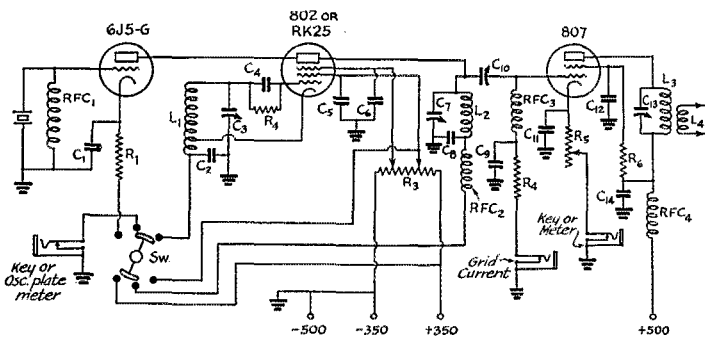 6J5-G
802 OR
RK25
807
RFC1
C1
R1
L1
C4
R4
C3
C2
C5
C6
C7
C8
L2
C10
RFC3
C9
R4
R3
RFC2
C11
R5
C12
R6
C14
C13
L3
L4
RFC4
Key or
Osc. plate
meter
Sw.
Grid
Current
Key or
Meter
-500
-350
+350
+500